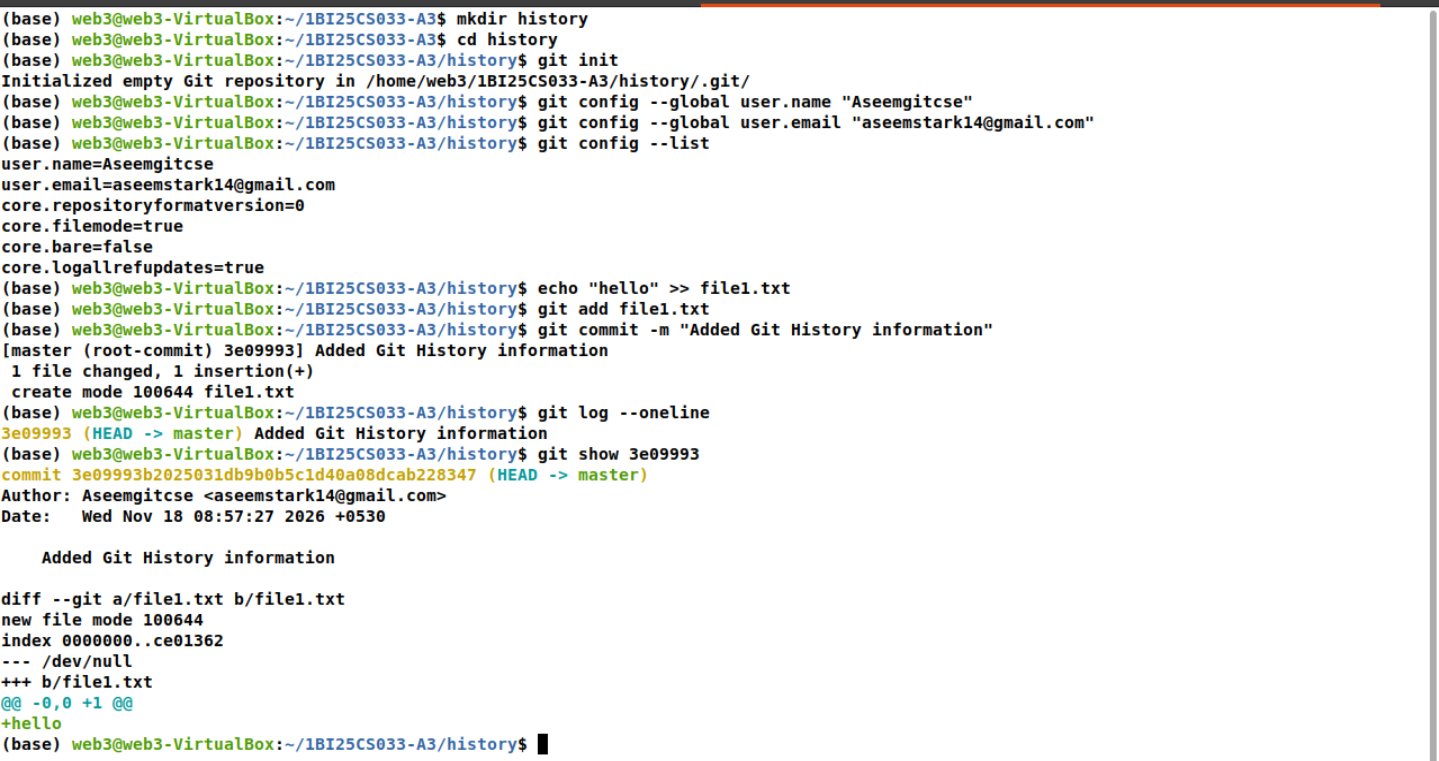 (base) web3@web3-VirtualBox:~/1BI25CS033-A3$ mkdir history
(base) web3@web3-VirtualBox:~/1BI25CS033-A3$ cd history
(base) web3@web3-VirtualBox:~/1BI25CS033-A3/history$ git init
Initialized empty Git repository in /home/web3/1BI25CS033-A3/history/.git/
(base) web3@web3-VirtualBox:~/1BI25CS033-A3/history$ git config --global user.name "Aseemgitcse"
(base) web3@web3-VirtualBox:~/1BI25CS033-A3/history$ git config --global user.email "aseemstark14@gmail.com"
(base) web3@web3-VirtualBox:~/1BI25CS033-A3/history$ git config --list
user.name=Aseemgitcse
user.email=aseemstark14@gmail.com
core.repositoryformatversion=0
core.filemode=true
core.bare=false
core.logallrefupdates=true
(base) web3@web3-VirtualBox:~/1BI25CS033-A3/history$ echo "hello" >> file1.txt
(base) web3@web3-VirtualBox:~/1BI25CS033-A3/history$ git add file1.txt
(base) web3@web3-VirtualBox:~/1BI25CS033-A3/history$ git commit -m "Added Git History information"
[master (root-commit) 3e09993] Added Git History information
 1 file changed, 1 insertion(+)
 create mode 100644 file1.txt
(base) web3@web3-VirtualBox:~/1BI25CS033-A3/history$ git log --oneline
3e09993 (HEAD -> master) Added Git History information
(base) web3@web3-VirtualBox:~/1BI25CS033-A3/history$ git show 3e09993
commit 3e09993b2025031db9b0b5c1d40a08dcab228347 (HEAD -> master)
Author: Aseemgitcse <aseemstark14@gmail.com>
Date:   Wed Nov 18 08:57:27 2026 +0530

    Added Git History information

diff --git a/file1.txt b/file1.txt
new file mode 100644
index 0000000..ce01362
--- /dev/null
+++ b/file1.txt
@@ -0,0 +1 @@
+hello
(base) web3@web3-VirtualBox:~/1BI25CS033-A3/history$